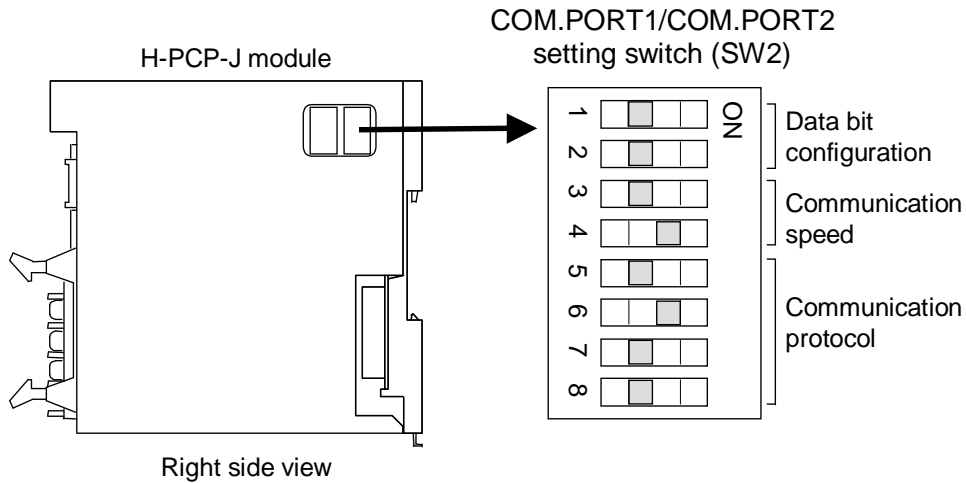 COM.PORT1/COM.PORT2
setting switch (SW2)
H-PCP-J module
ON
1
2
3
4
5
6
7
8
Data bit
configuration
Communication
speed
Communication
protocol
Right side view